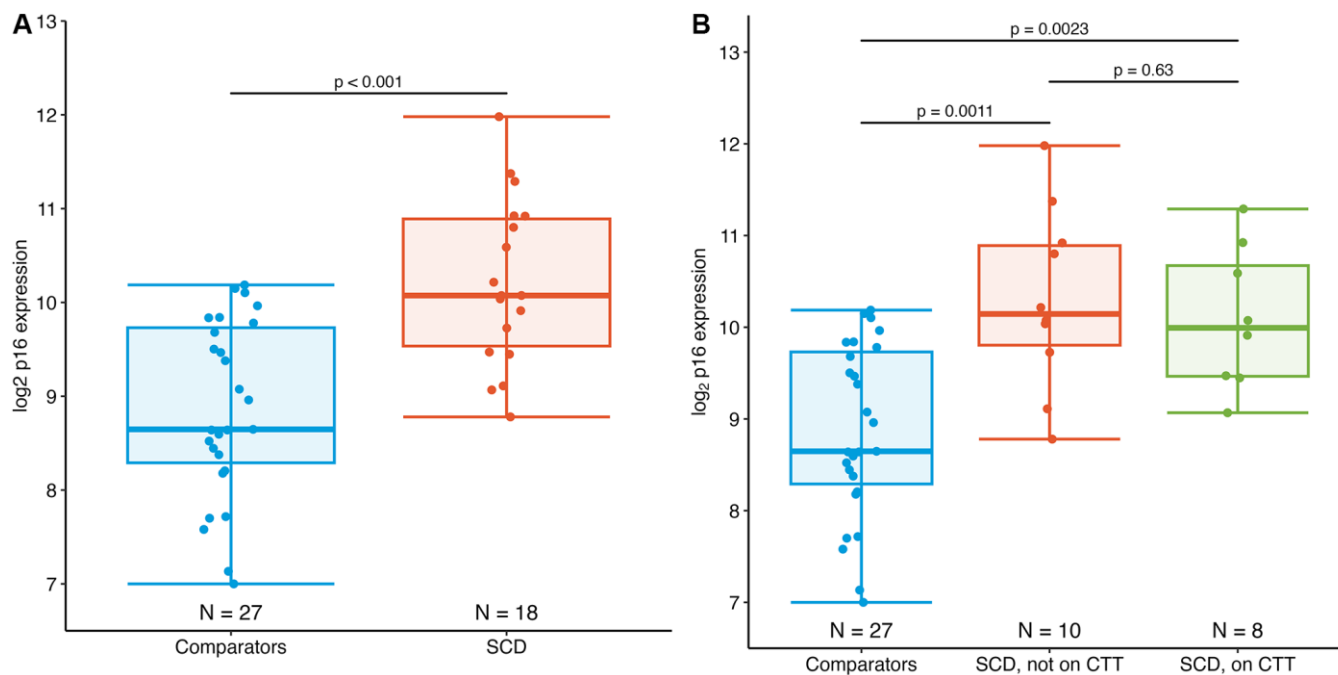 A
log2 p16 expression
13
12
11
10
9
8
7
p < 0.001
N = 27
N = 18
Comparators
SCD
B
log₂ p16 expression
13
12
11
10
9
8
7
p = 0.0023
p = 0.63
p = 0.0011
N = 27
N = 10
N = 8
Comparators
SCD, not on CTT
SCD, on CTT